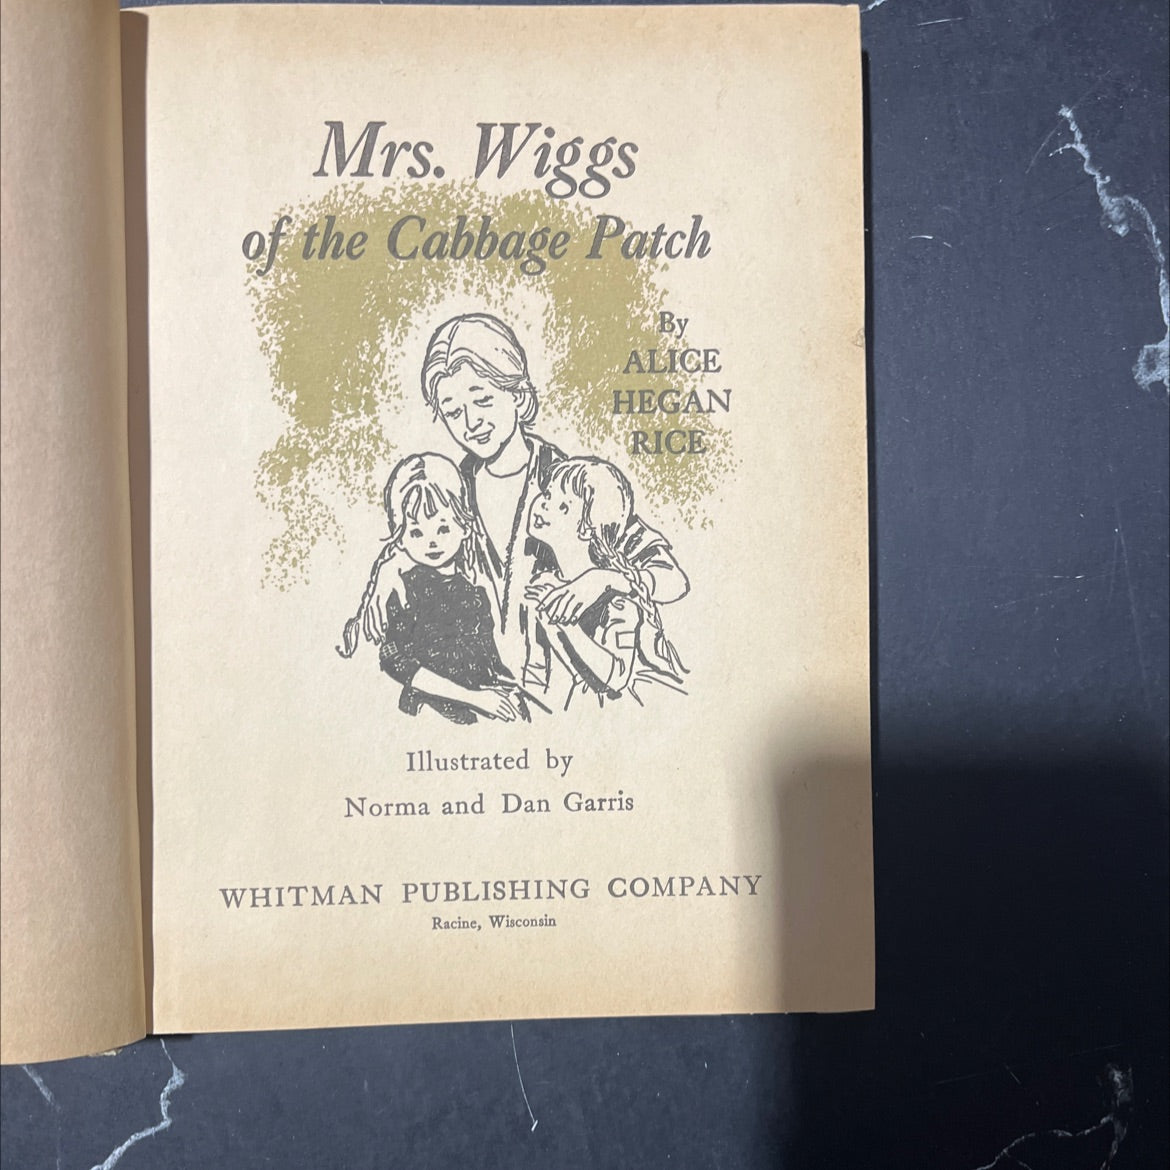 Mrs. Wiggs
of the Cabbage Patch
By
ALICE
HEGAN
RICE
Illustrated by
Norma and Dan Garris
WHITMAN PUBLISHING COMPANY
Racine, Wisconsin